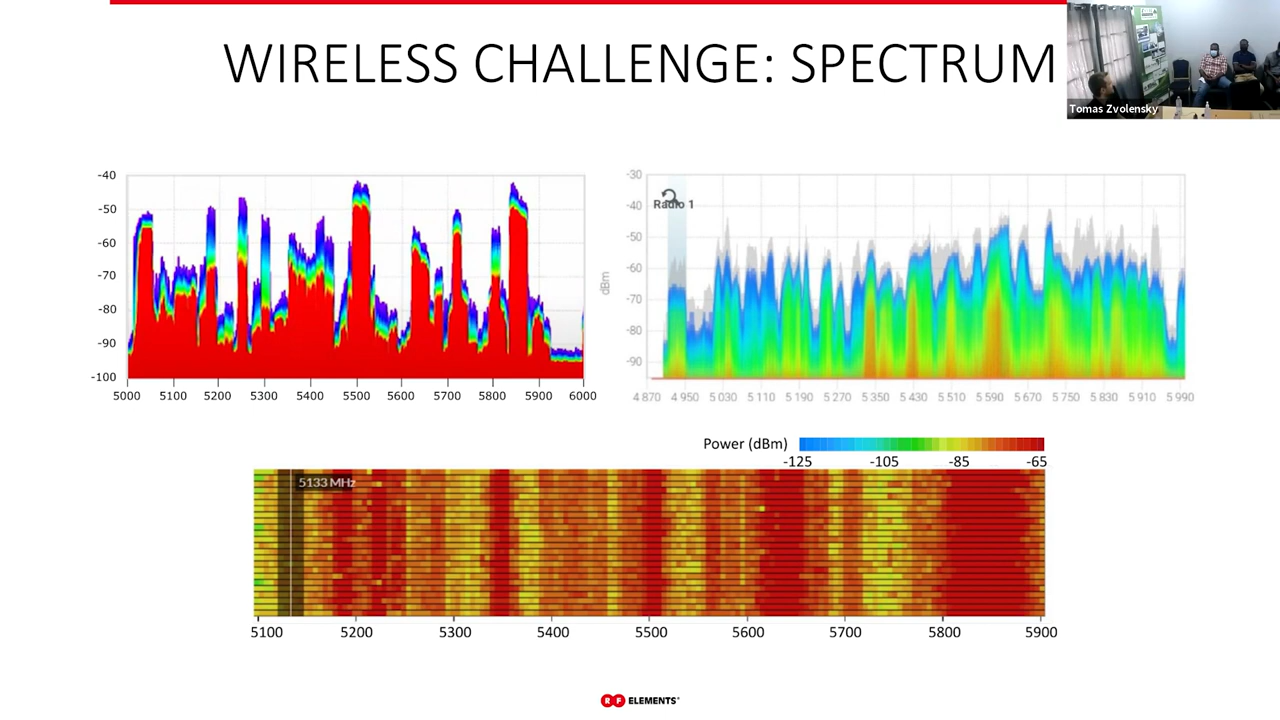 WIRELESS CHALLENGE: SPECTRUM
Tomas Zvolensky
-40
-50
-60
-70
-80
-90
-100
5000 5100 5200 5300 5400 5500 5600 5700 5800 5900 6000
-30
-40
-50
-60
-70
-80
-90
dBm
Radio 1
4 870 4 950 5 030 5 110 5 190 5 270 5 350 5 430 5 510 5 590 5 670 5 750 5 830 5 910 5 990
Power (dBm)
-125 -105 -85 -65
5133 MHz
5100 5200 5300 5400 5500 5600 5700 5800 5900
RF ELEMENTS